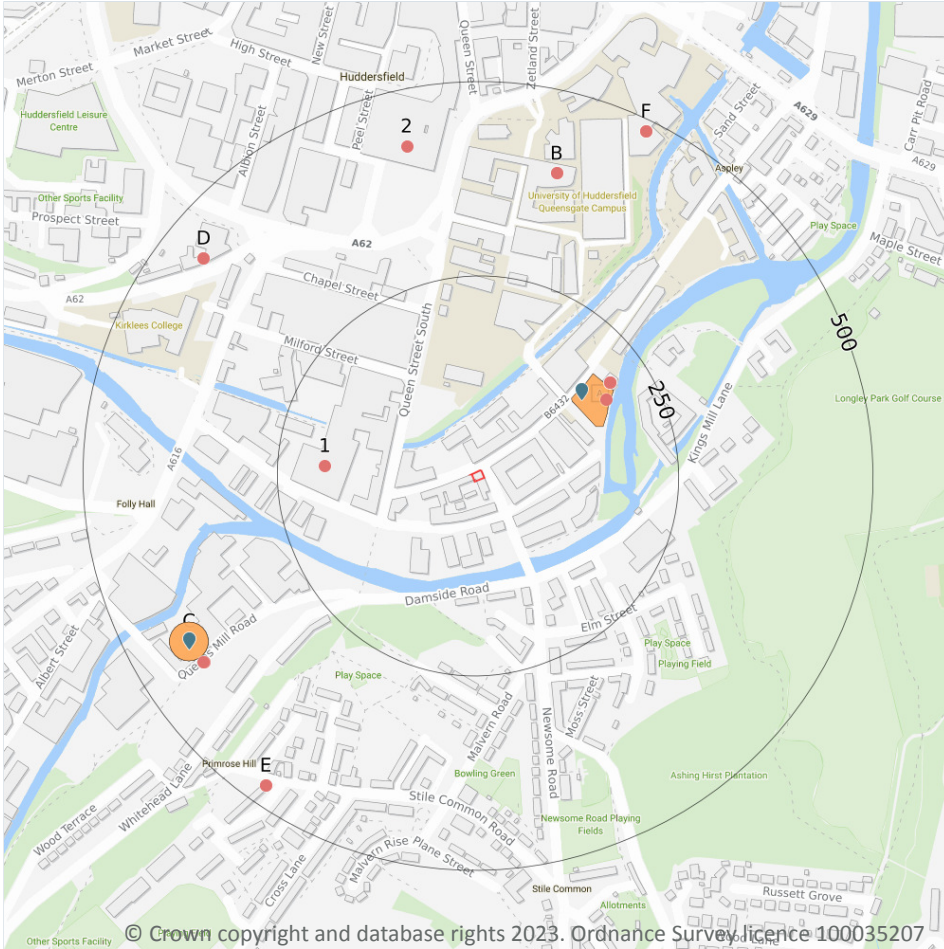 Merton Street
Market Street
High Street
New Street
Queen Street
Zetland Street
Huddersfield
Huddersfield Leisure
Centre
Albion Street
Peel Street
2
B
F
Sand Street
A629
Carr Pit Road
A629
Aspley
University of Huddersfield
Queensgate Campus
Other Sports Facility
Prospect Street
D
A62
Play Space
Maple Street
Chapel Street
A62
Kirklees College
Milford Street
Queen Street South
500
250
B6432
Kings Mill Lane
Longley Park Golf Course
1
A616
Folly Hall
Damside Road
Elm Street
Albert Street
Queens Mill Road
Play Space
Playing Field
Play Space
Malvern Road
Moss Street
Newsome Road
Primrose Hill
E
Bowling Green
Ashing Hirst Plantation
Whitehead Lane
Wood Terrace
Stile Common Road
Newsome Road Playing
Fields
Malvern Rise
Plane Street
Cross Lane
Stile Common
Russett Grove
Allotments
Other Sports Facility
© Crown copyright and database rights 2023. Ordnance Survey licence 100035207